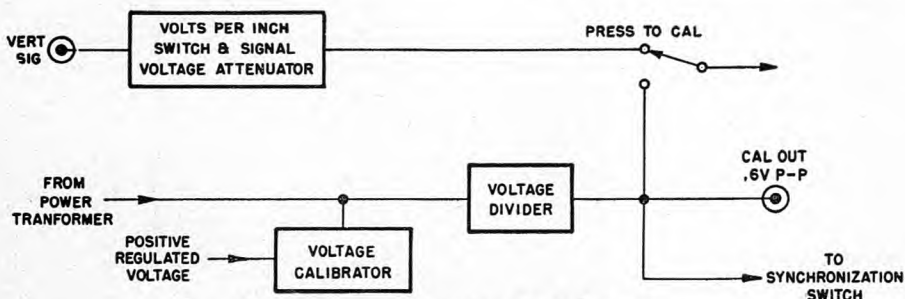 VERT
SIG
VOLTS PER INCH
SWITCH & SIGNAL
VOLTAGE ATTENUATOR
PRESS TO CAL
FROM
POWER
TRANFORMER
POSITIVE
REGULATED
VOLTAGE
VOLTAGE
CALIBRATOR
VOLTAGE
DIVIDER
CAL OUT
.6V P-P
TO
SYNCHRONIZATION
SWITCH